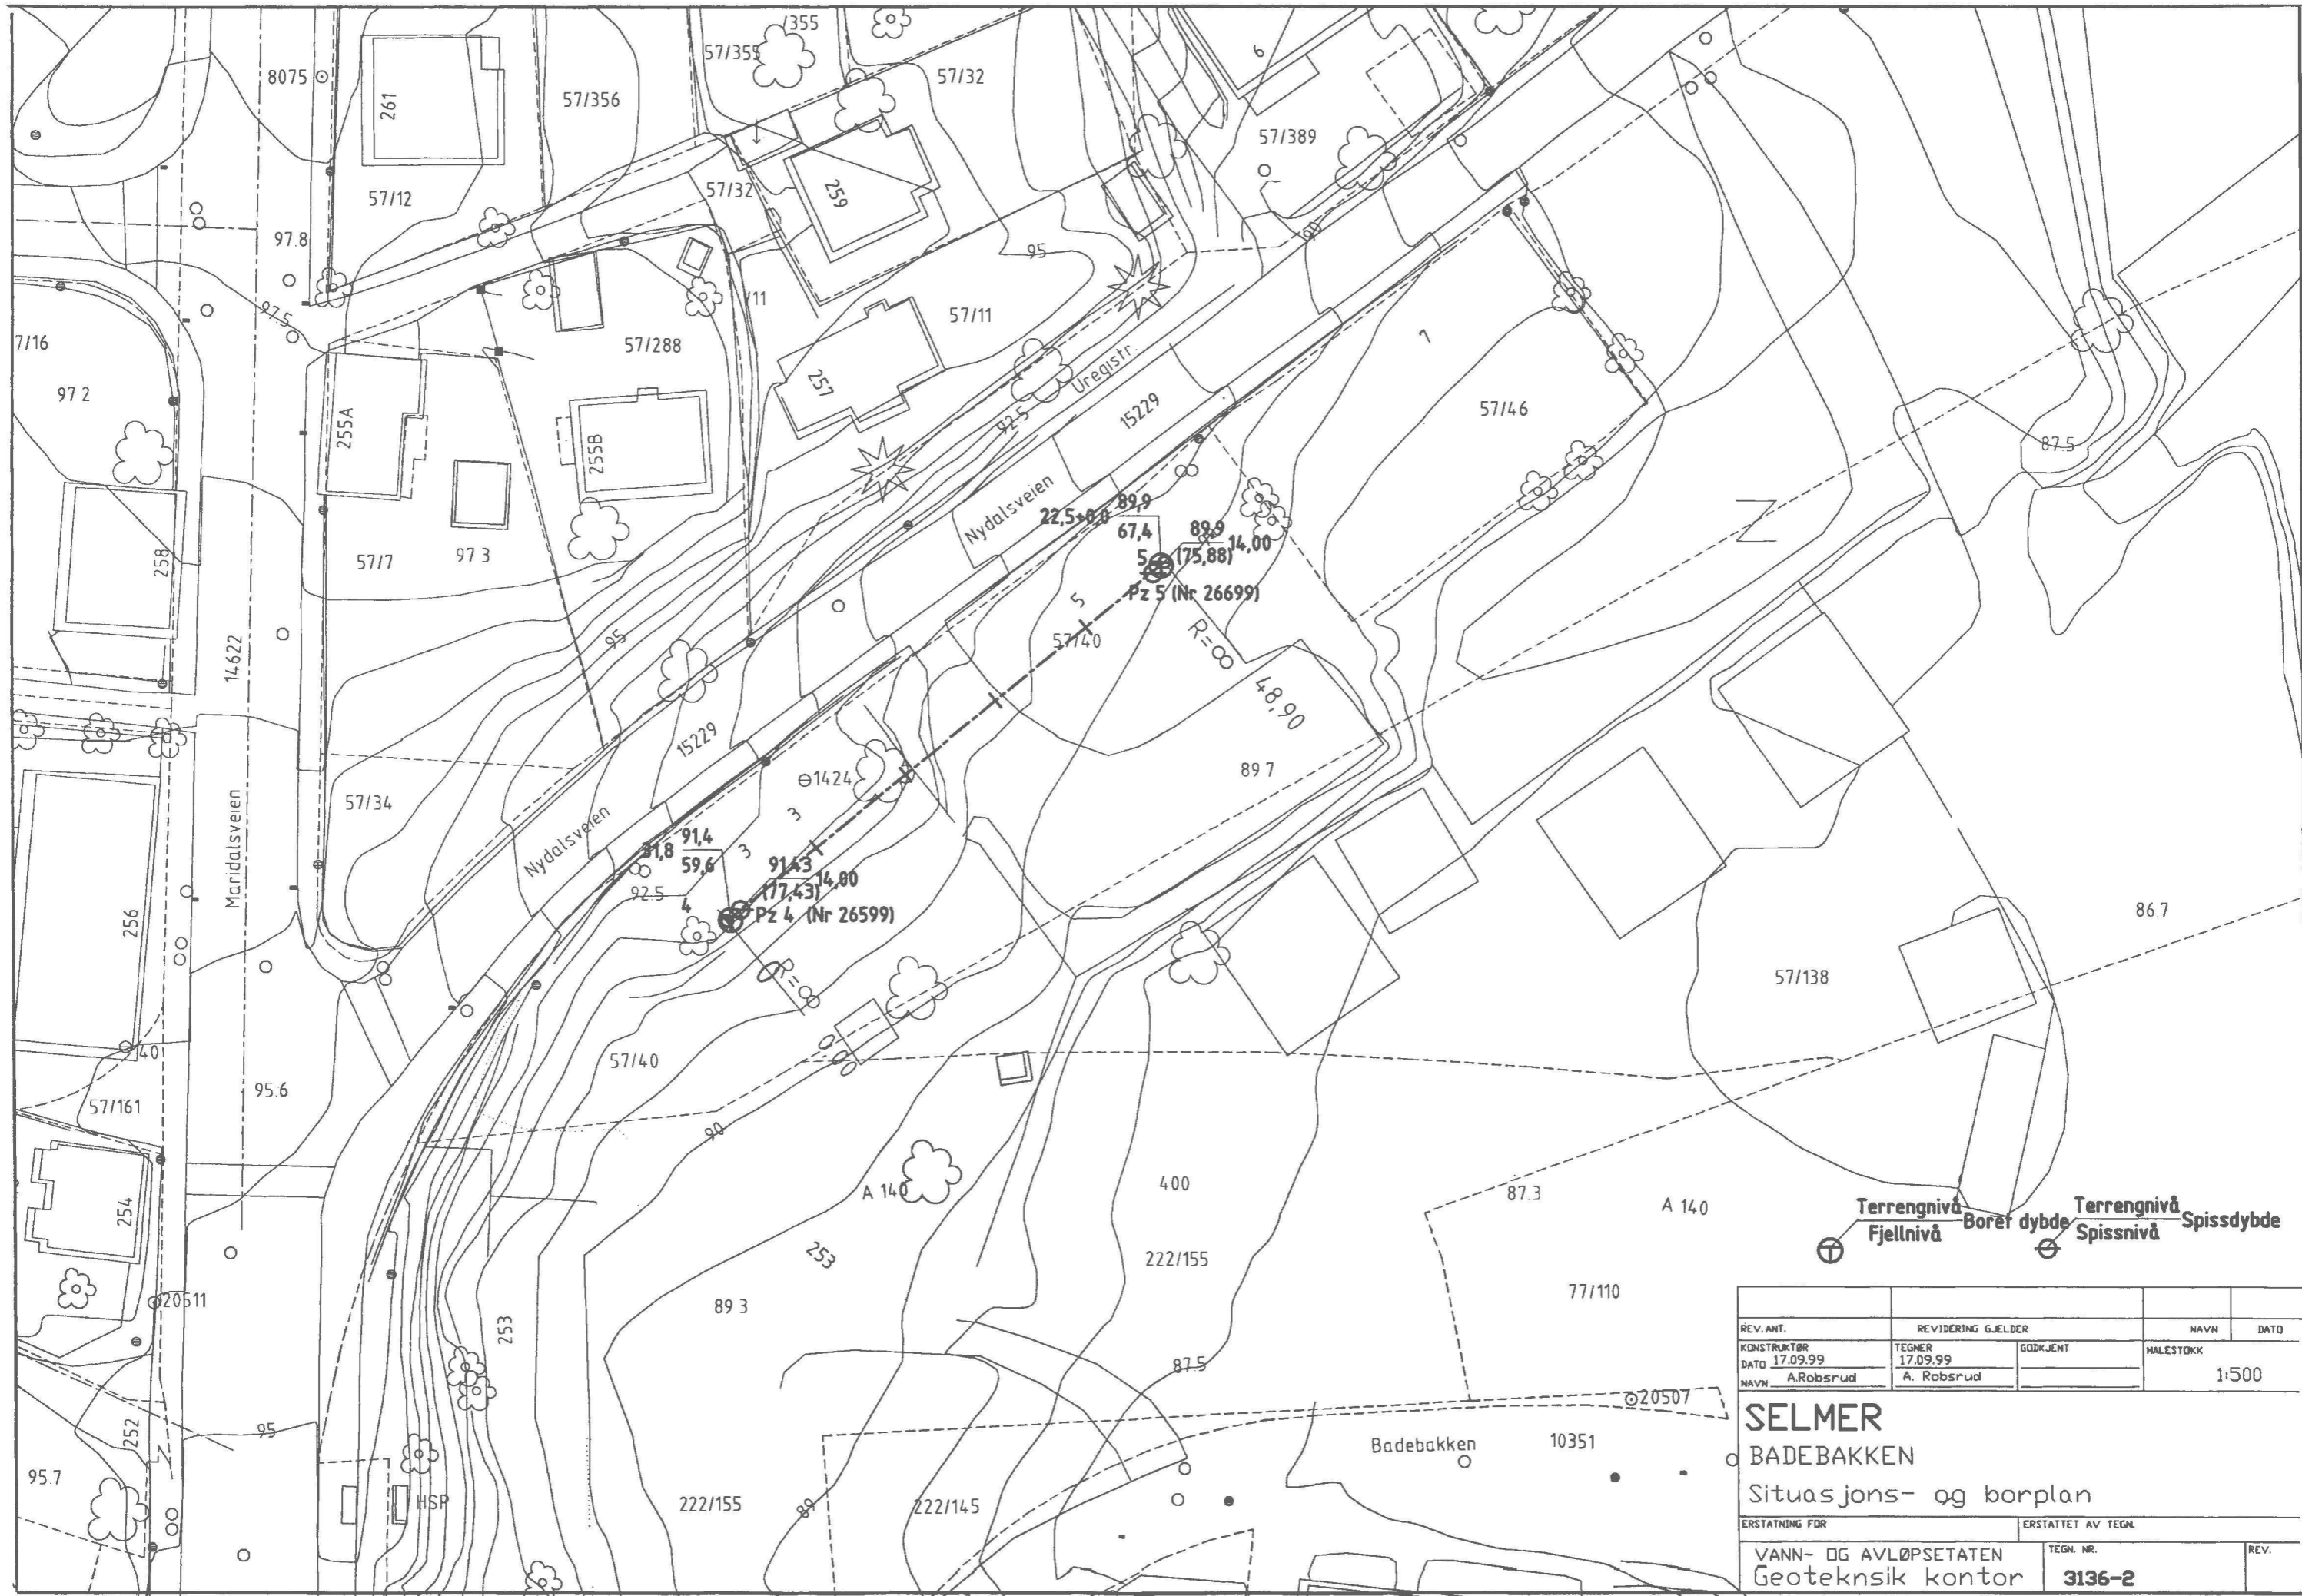 8075
261
57/356
57/355
/355
57/32
6
57/389
57/12
57/32
259
97.8
95
90
97.5
/11
57/11
7/16
57/288
257
Uregistr.
7
97 2
255A
255B
92.5
15229
57/46
87.5
Nydalsveien
89,9
22,5+0,0
67,4
89,9
14,00
5
(75,88)
Pz 5 (Nr 26699)
258
57/7
97 3
5
57/40
R=
95
14622
48,90
15229
1424
89 7
57/34
3
Maridalsveien
Nydalsveien
91,4
31,8
59,6
3
91,43
14,00
(77,43)
92.5
4
Pz 4 (Nr 26599)
256
86.7
R=
57/138
40
57/40
95.6
57/161
90
A 140
400
87.3
A 140
254
253
222/155
Terrengnivå
Fjellnivå
Boret dybde
Terrengnivå
Spissnivå
Spissdybde
20511
89 3
77/110
253
87.5
20507
252
95
Badebakken
10351
95.7
HSP
222/155
89
222/145
REV.ANT.
REVIDERING GJELDER
NAVN
DATO
KONSTRUKTØR
DATO 17.09.99
NAVN A.Robsrud
TEGNER
17.09.99
A. Robsrud
GODKJENT
MALESTOKK
1:500
SELMER
BADEBAKKEN
Situasjons- og borplan
ERSTATNING FOR
ERSTATTET AV TEGN.
VANN- OG AVLØPSETATEN
Geoteknsik kontor
TEGN. NR.
3136-2
REV.